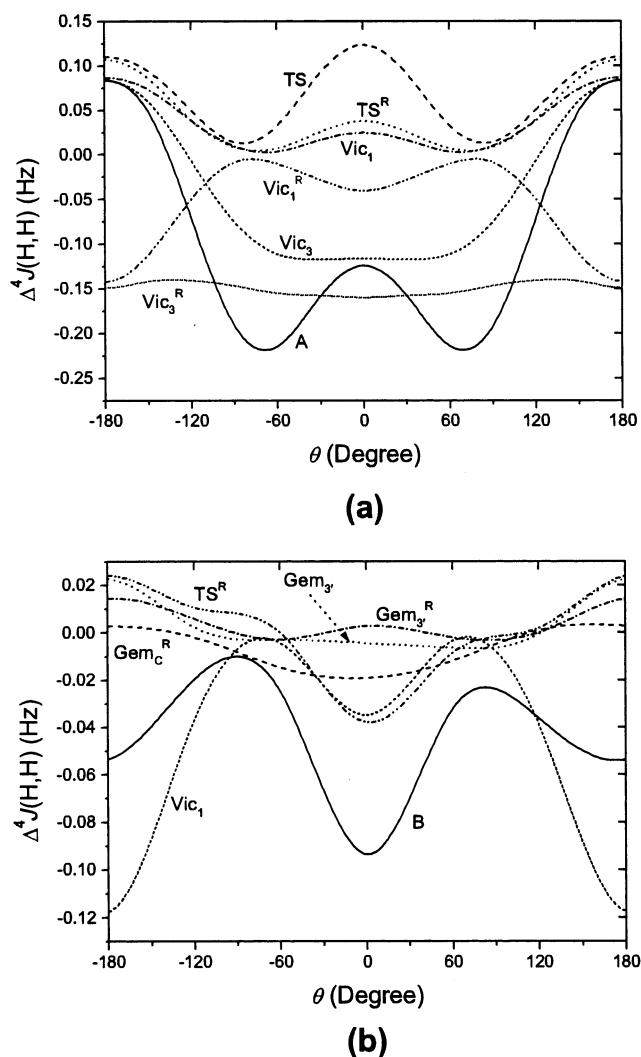 0.15
0.10
0.05
0.00
-0.05
-0.10
-0.15
-0.20
-0.25
Δ⁴J(H,H) (Hz)
TS
TSᴿ
Vic₁
Vic₁ᴿ
Vic₃
Vic₃ᴿ
A
-180 -120 -60 0 60 120 180
θ (Degree)
(a)
0.02
0.00
-0.02
-0.04
-0.06
-0.08
-0.10
-0.12
Δ⁴J(H,H) (Hz)
TSᴿ
Gem₃′
Gem₃′ᴿ
Gem_Cᴿ
Vic₁
B
-180 -120 -60 0 60 120 180
θ (Degree)
(b)